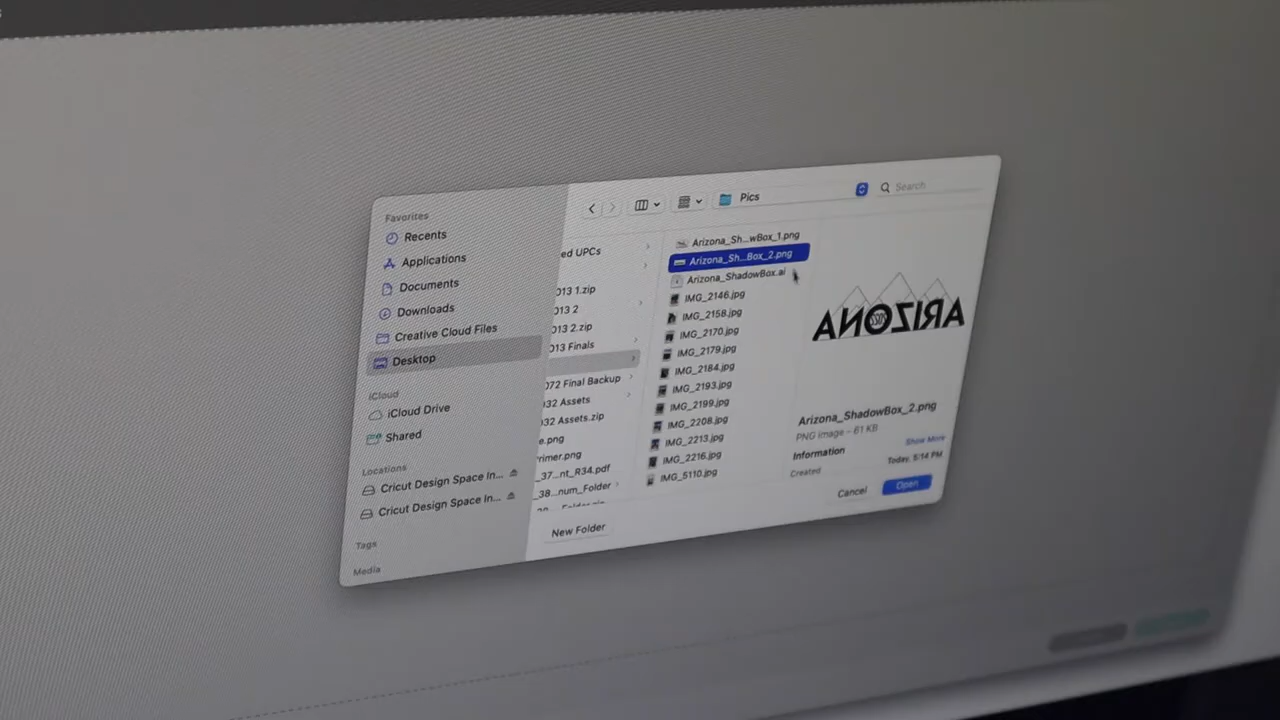 Favorites
Recents
Applications
Documents
Downloads
Creative Cloud Files
Desktop
iCloud
iCloud Drive
Shared
Locations
Cricut Design Space In...
Cricut Design Space In...
Tags
Media
Pics
Search
ed UPCs
013 1.zip
013 2
013 2.zip
013 Finals
072 Final Backup
032 Assets
032 Assets.zip
e.png
rimer.png
_37...nt_R34.pdf
_38...num_Folder
Arizona_Sh...wBox_1.png
Arizona_Sh...Box_2.png
Arizona_ShadowBox.ai
IMG_2146.jpg
IMG_2158.jpg
IMG_2170.jpg
IMG_2179.jpg
IMG_2184.jpg
IMG_2193.jpg
IMG_2199.jpg
IMG_2208.jpg
IMG_2213.jpg
IMG_2216.jpg
IMG_5110.jpg
ARIZONA
Arizona_ShadowBox_2.png
PNG image - 61 KB
Information
Show More
Created
Today, 5:14 PM
New Folder
Cancel
Open